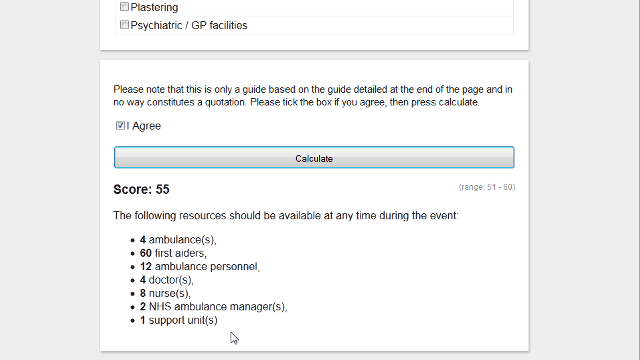 Plastering
Psychiatric / GP facilities
Please note that this is only a guide based on the guide detailed at the end of the page and in
no way constitutes a quotation. Please tick the box if you agree, then press calculate.
I Agree
Calculate
Score: 55
(range: 51 - 60)
The following resources should be available at any time during the event:
• 4 ambulance(s),
• 60 first aiders,
• 12 ambulance personnel,
• 4 doctor(s),
• 8 nurse(s),
• 2 NHS ambulance manager(s),
• 1 support unit(s)